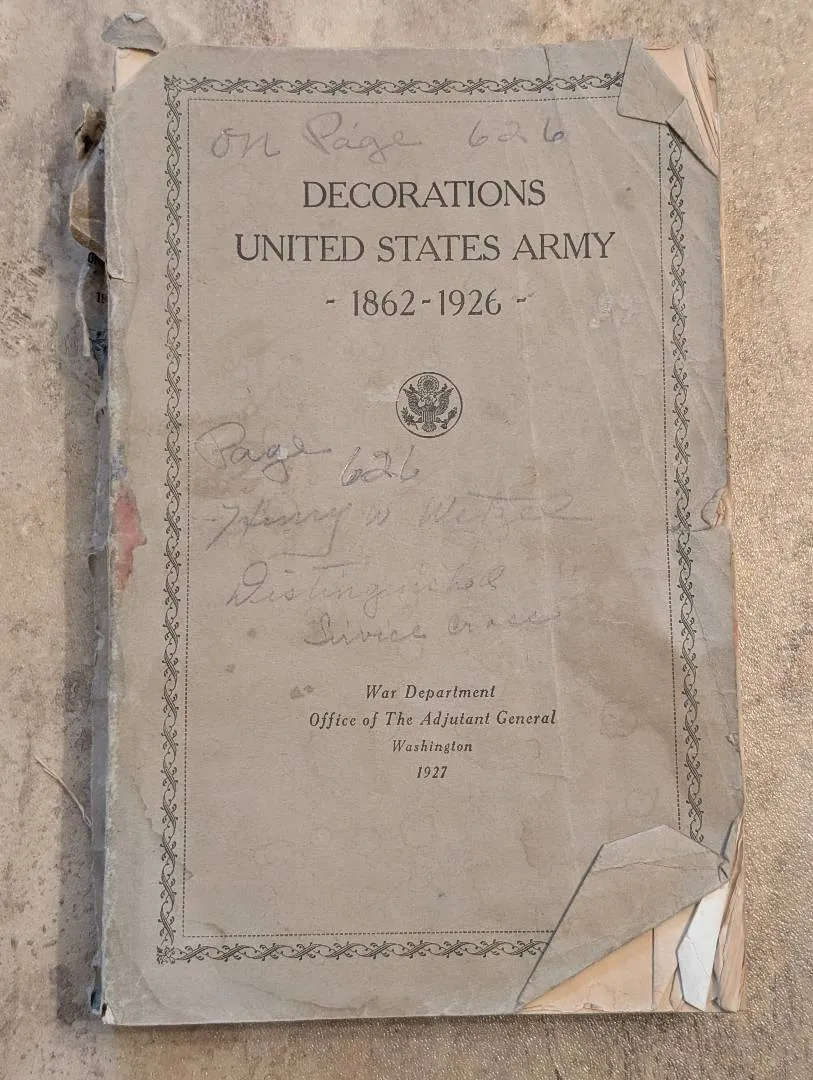 on Page 626
DECORATIONS
UNITED STATES ARMY
- 1862-1926 -
Page 626
Henry W Wetzel
Distinguished
Service Cross
War Department
Office of The Adjutant General
Washington
1927